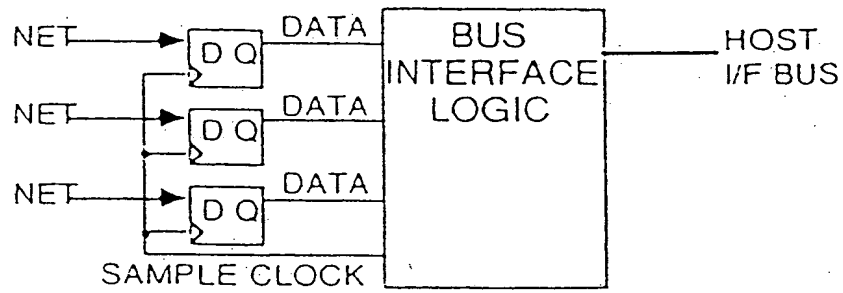 NET
D Q
DATA
NET
D Q
DATA
NET
D Q
DATA
SAMPLE CLOCK
BUS
INTERFACE
LOGIC
HOST
I/F BUS